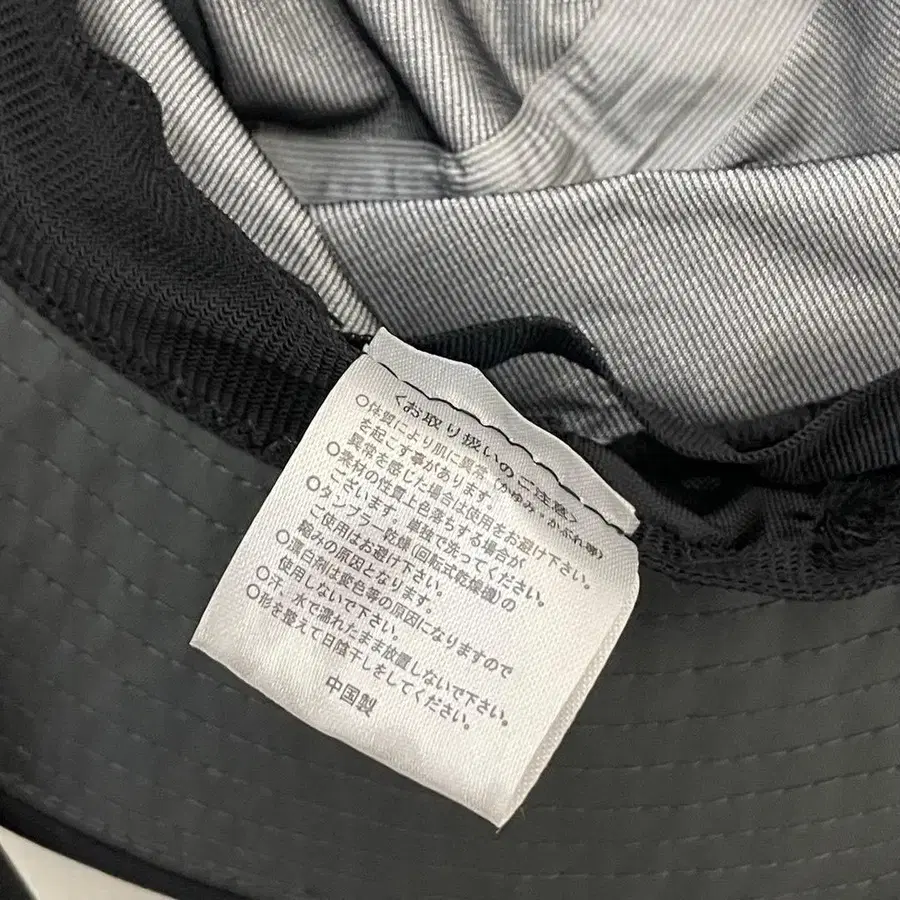 <お取り扱いのご注意>
○体質により肌に異常(かゆみ・かぶれ等)
を起こす事があります。
異常を感じた場合は使用をお避け下さい。
○素材の性質上色落ちする場合が
ございます。単独で洗ってください。
○タンブラー乾燥(回転式乾燥機)の
ご使用はお避け下さい。
縮みの原因となります。
○漂白剤は変色等の原因になりますので
使用しないで下さい。
○汗、水で濡れたまま放置しないで下さい。
○形を整えて日陰干しをしてください。
中国製